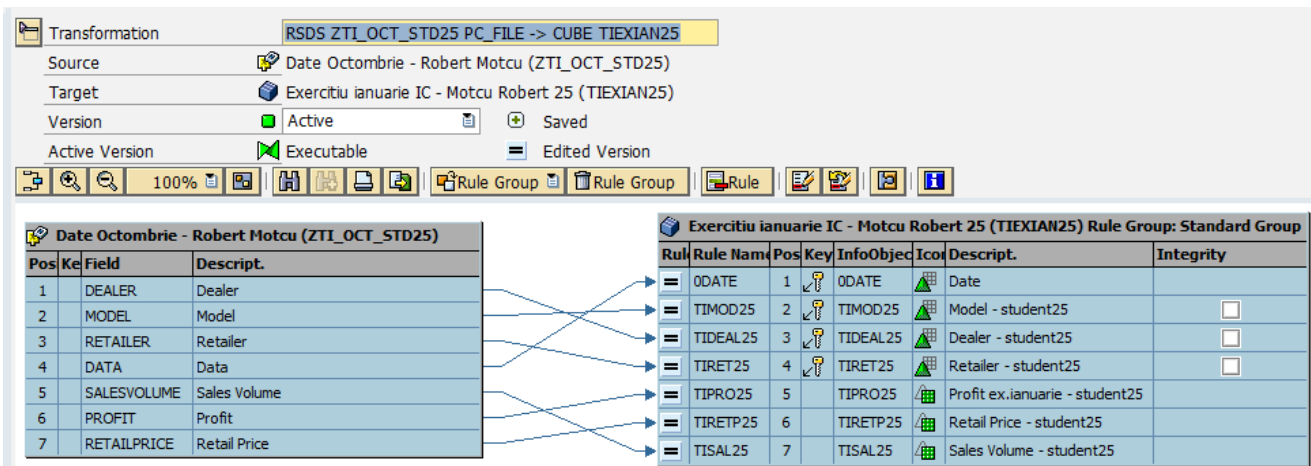 Transformation RSDS ZTI_OCT_STD25 PC_FILE -> CUBE TIEXIAN25
Source Date Octombrie - Robert Motcu (ZTI_OCT_STD25)
Target Exercitiu ianuarie IC - Motcu Robert 25 (TIEXIAN25)
Version Active Saved
Active Version Executable Edited Version
100% Rule Group Rule Group Rule
Date Octombrie - Robert Motcu (ZTI_OCT_STD25)
Pos Ke Field Descript.
1 DEALER Dealer
2 MODEL Model
3 RETAILER Retailer
4 DATA Data
5 SALESVOLUME Sales Volume
6 PROFIT Profit
7 RETAILPRICE Retail Price
Exercitiu ianuarie IC - Motcu Robert 25 (TIEXIAN25) Rule Group: Standard Group
Rul Rule Nam Pos Key InfoObjec Icon Descript. Integrity
0DATE 1 0DATE Date
TIMOD25 2 TIMOD25 Model - student25
TIDEAL25 3 TIDEAL25 Dealer - student25
TIRET25 4 TIRET25 Retailer - student25
TIPRO25 5 TIPRO25 Profit ex.ianuarie - student25
TIRETP25 6 TIRETP25 Retail Price - student25
TISAL25 7 TISAL25 Sales Volume - student25